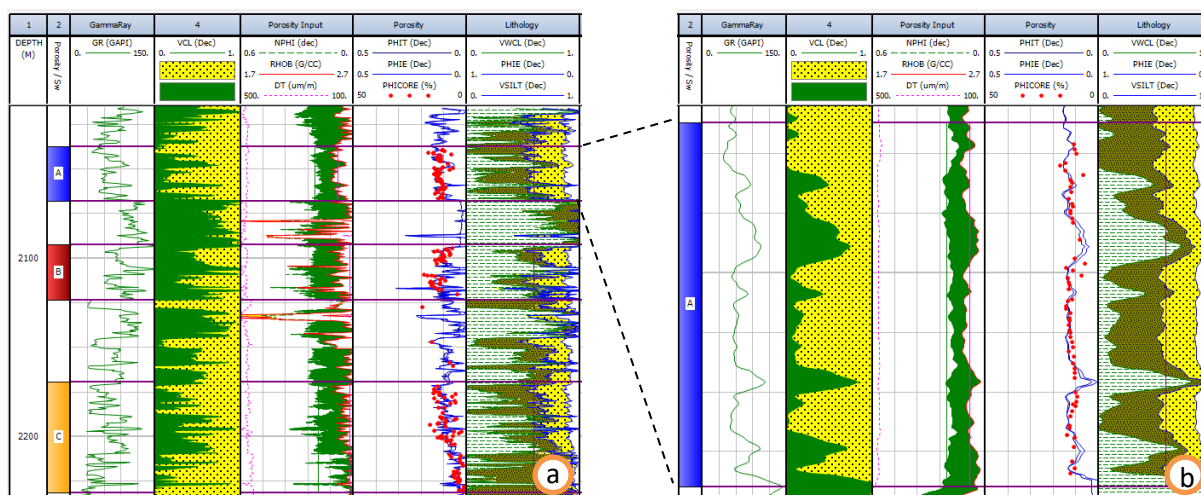 1 2 GammaRay 4 Porosity Input Porosity Lithology
DEPTH (M) Porosity / Sw GR (GAPI) VCL (Dec) NPHI (dec) PHIT (Dec) VWCL (Dec)
0. 150. 0. 1. 0.6 0. 0.5 0. 0. 1.
RHOB (G/CC) PHIE (Dec) PHIE (Dec)
1.7 2.7 0.5 0. 1. 0.
DT (um/m) PHICORE (%) VSILT (Dec)
500. 100. 50 0 0. 1.
A
2100
B
2200
C
a
2 GammaRay 4 Porosity Input Porosity Lithology
Porosity / Sw GR (GAPI) VCL (Dec) NPHI (dec) PHIT (Dec) VWCL (Dec)
0. 150. 0. 1. 0.6 0. 0.5 0. 0. 1.
RHOB (G/CC) PHIE (Dec) PHIE (Dec)
1.7 2.7 0.5 0. 1. 0.
DT (um/m) PHICORE (%) VSILT (Dec)
500. 100. 50 0 0. 1.
A
b